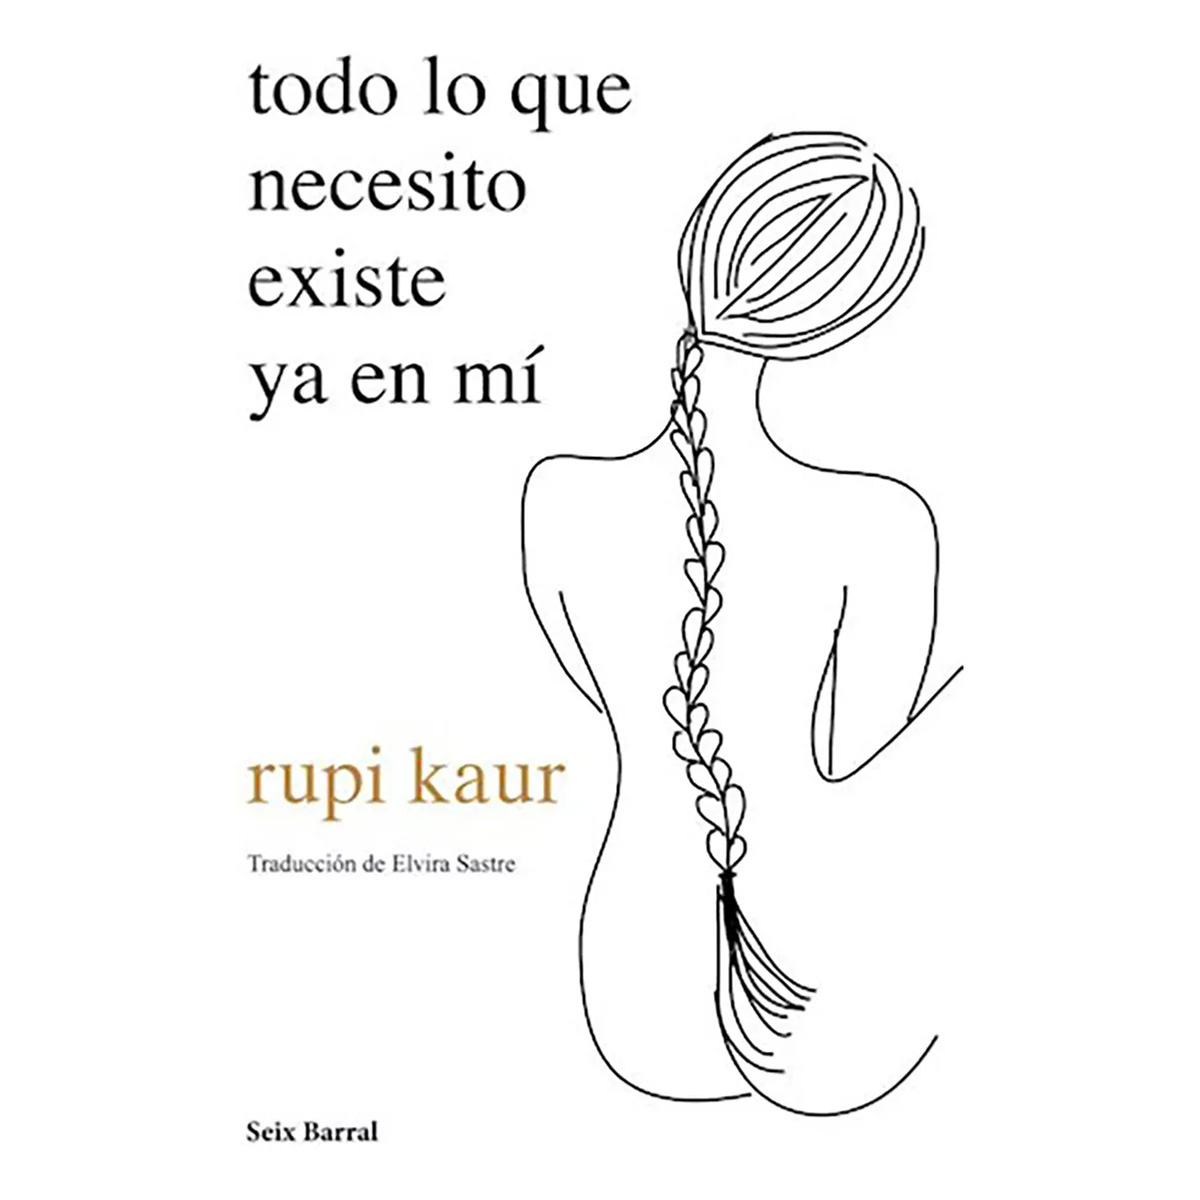 todo lo que
necesito
existe
ya en mí
rupi kaur
Traducción de Elvira Sastre
Seix Barral